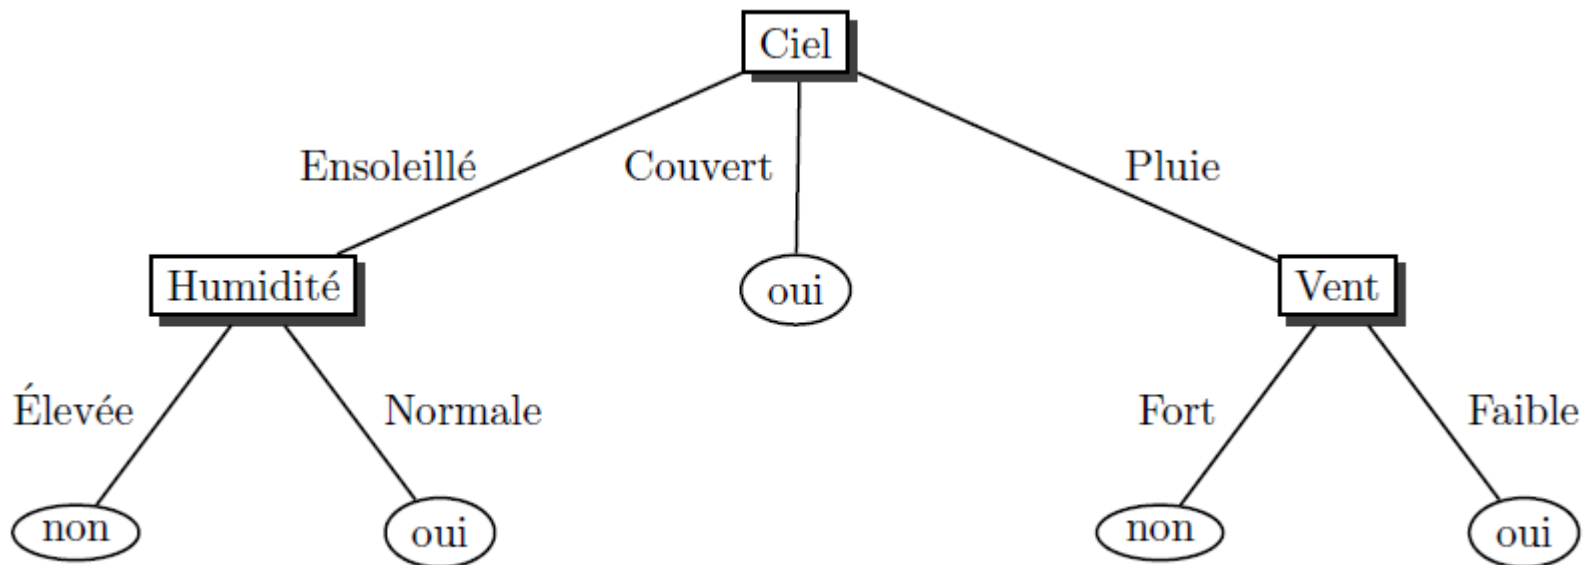 Ciel
Ensoleillé Couvert Pluie
Humidité oui Vent
Élevée Normale Fort Faible
non oui non oui